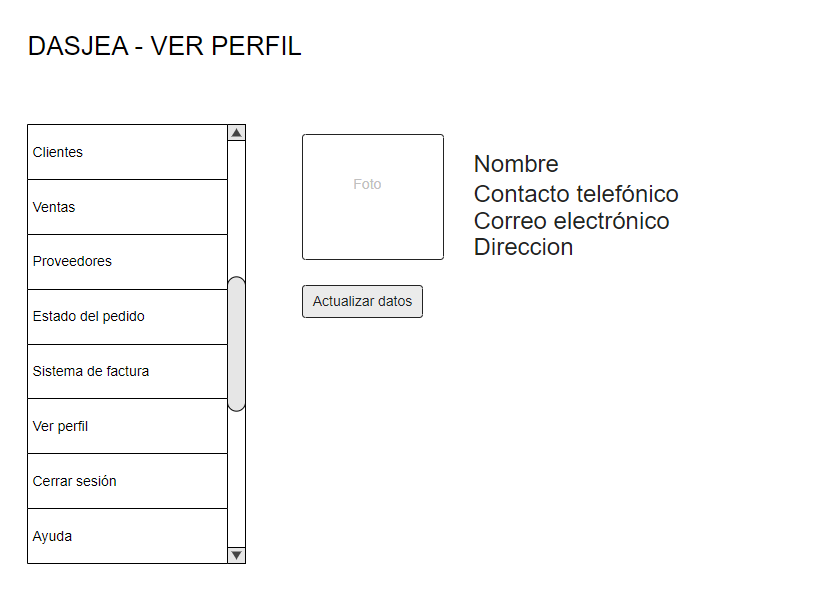 DASJEA - VER PERFIL
Clientes
Ventas
Proveedores
Estado del pedido
Sistema de factura
Ver perfil
Cerrar sesión
Ayuda
Foto
Actualizar datos
Nombre
Contacto telefónico
Correo electrónico
Direccion